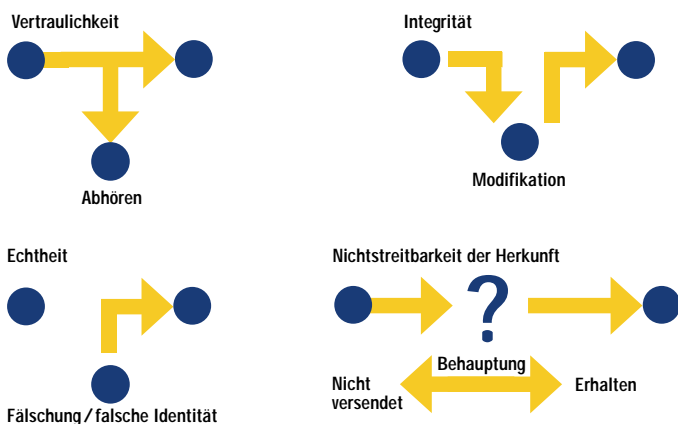 Vertraulichkeit
Abhören
Integrität
Modifikation
Echtheit
Fälschung/falsche Identität
Nichtstreitbarkeit der Herkunft
?
Behauptung
Nicht
versendet
Erhalten